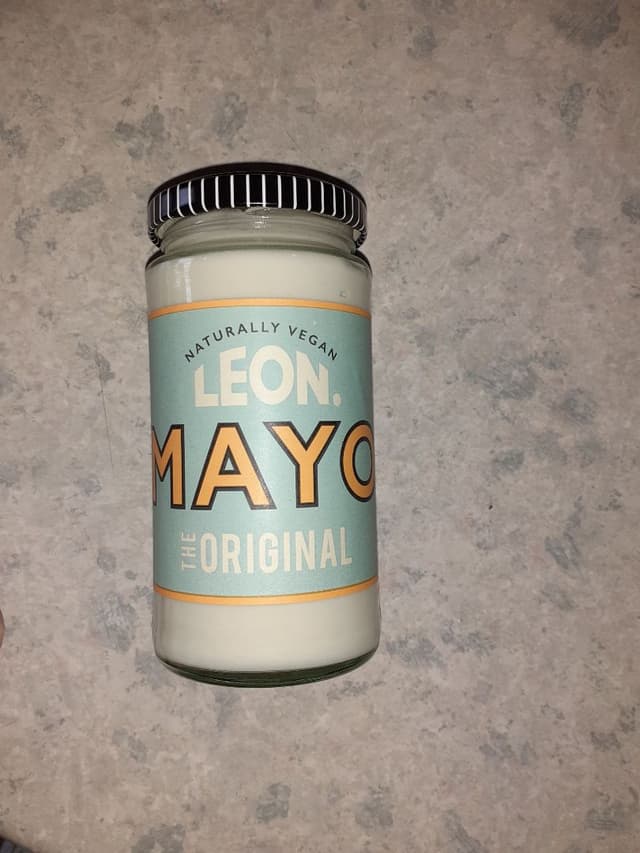 NATURALLY VEGAN
LEON.
MAYO
THE ORIGINAL